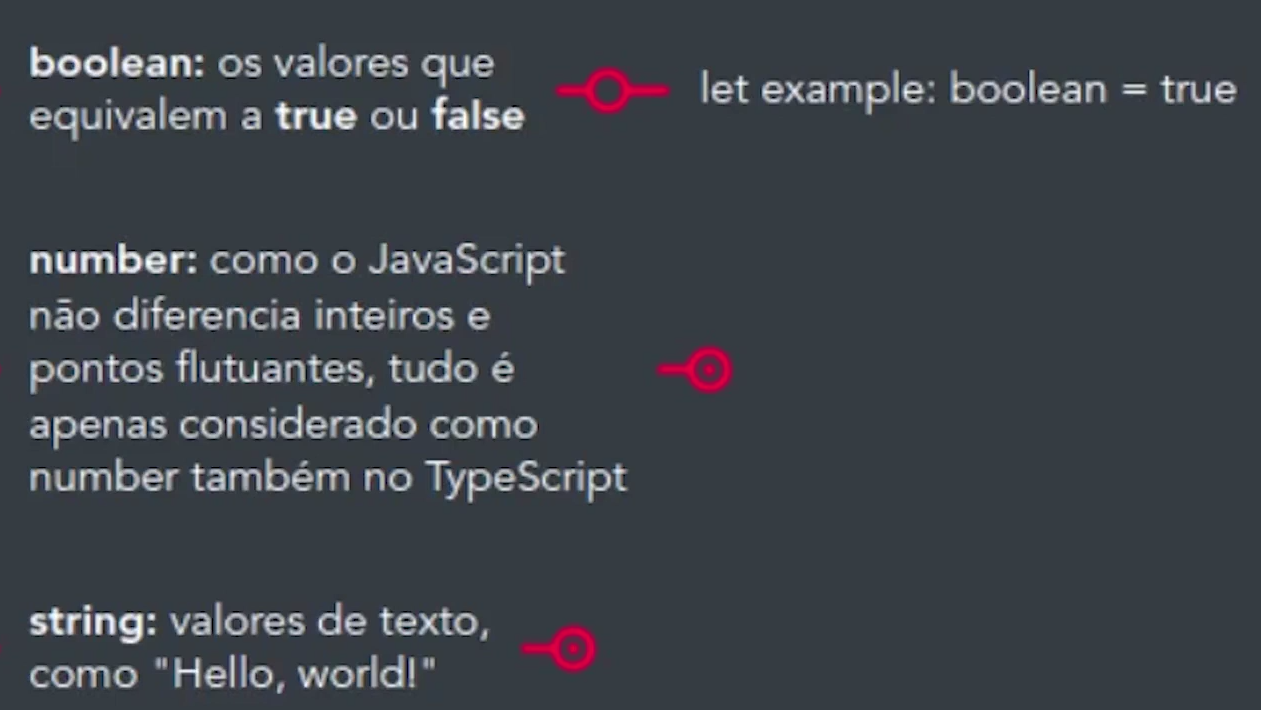 boolean: os valores que
equivalem a true ou false
let example: boolean = true
number: como o JavaScript
não diferencia inteiros e
pontos flutuantes, tudo é
apenas considerado como
number também no TypeScript
string: valores de texto,
como "Hello, world!"